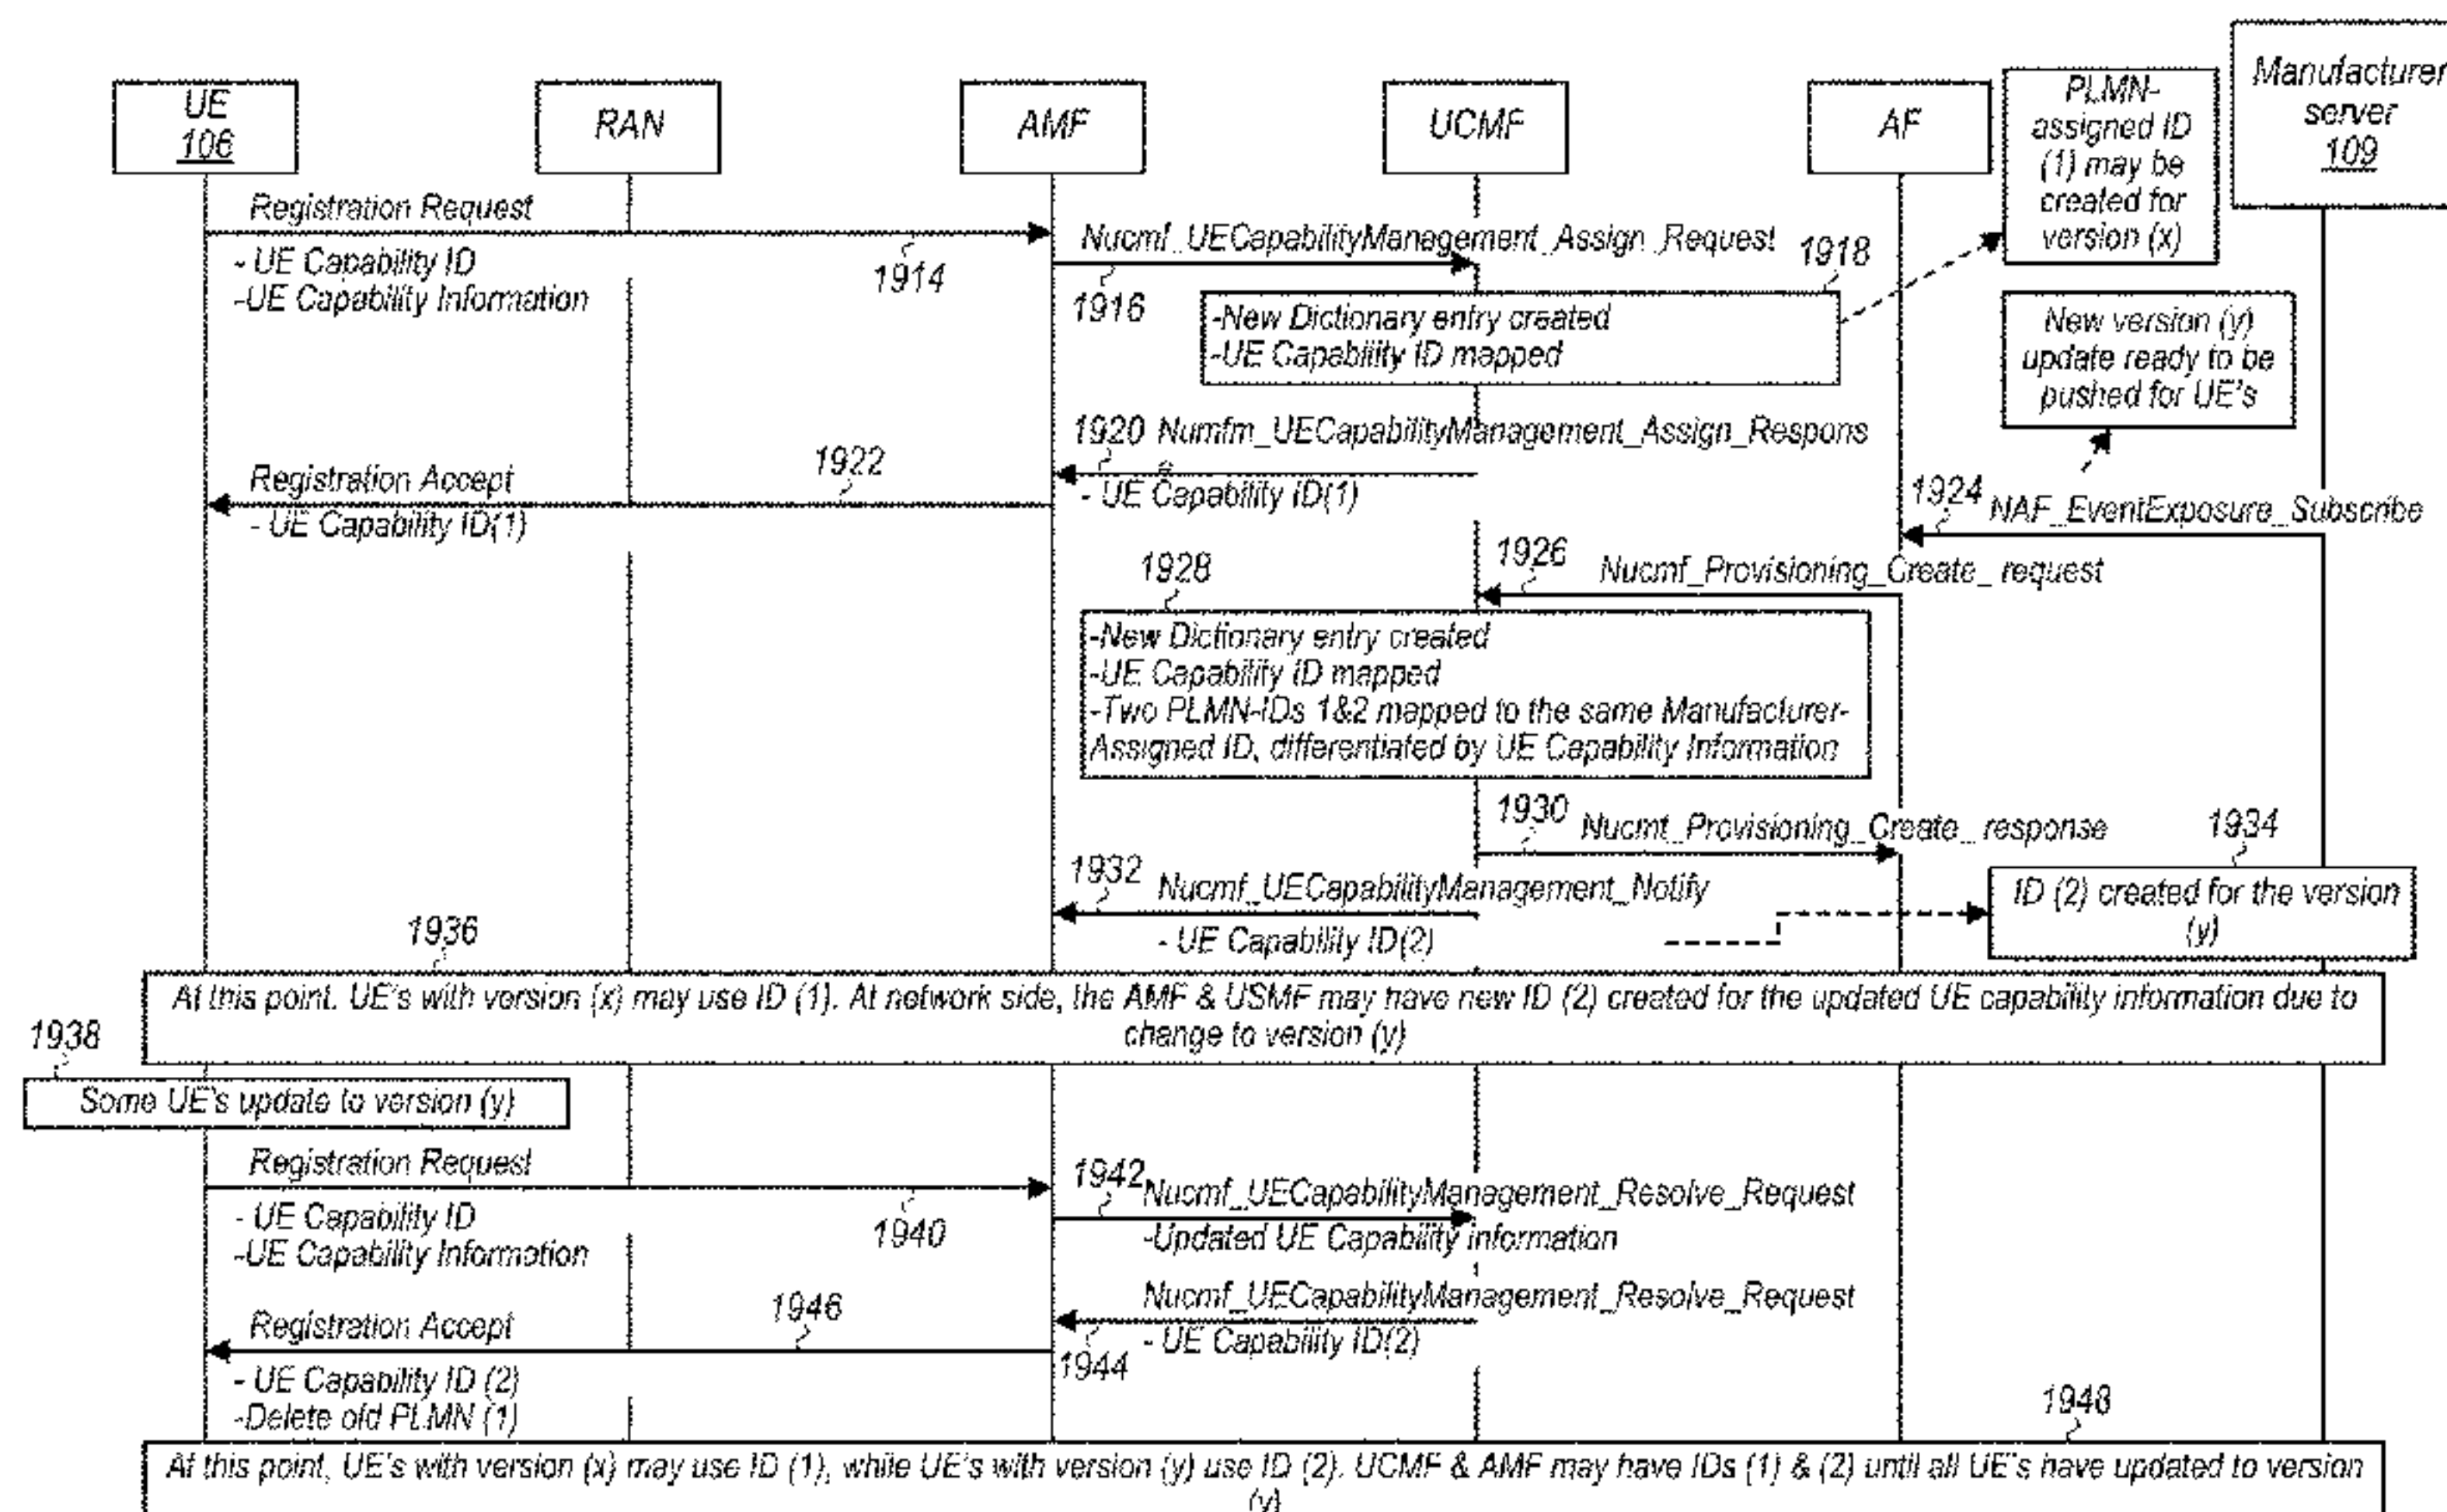 UE
106
RAN
AMF
UCMF
AF
PLMN-
assigned ID
(1) may be
created for
version (x)
Manufacturer
server
109
Registration Request
- UE Capability ID
-UE Capability Information
1914
Nucmf_UECapabilityManagement_Assign_Request
1916
1918
-New Dictionary entry created
-UE Capability ID mapped
New version (y)
update ready to be
pushed for UE's
1920 Numfm_UECapabilityManagement_Assign_Respons
e
- UE Capability ID(1)
1922
Registration Accept
- UE Capability ID(1)
1924
NAF_EventExposure_Subscribe
1926
Nucmf_Provisioning_Create_ request
1928
-New Dictionary entry created
-UE Capability ID mapped
-Two PLMN-IDs 1&2 mapped to the same Manufacturer-
Assigned ID, differentiated by UE Capability Information
1930
Nucmt_Provisioning_Create_ response
1932
Nucmf_UECapabilityManagement_Notify
- UE Capability ID(2)
1934
ID (2) created for the version
(y)
1936
At this point. UE's with version (x) may use ID (1). At network side, the AMF & USMF may have new ID (2) created for the updated UE capability information due to
change to version (y)
1938
Some UE's update to version (y)
Registration Request
- UE Capability ID
-UE Capability Information
1940
1942
Nucmf_UECapabilityManagement_Resolve_Request
-Updated UE Capability information
Nucmf_UECapabilityManagement_Resolve_Request
- UE Capability ID(2)
1944
1946
Registration Accept
- UE Capability ID (2)
-Delete old PLMN (1)
1948
At this point, UE's with version (x) may use ID (1), while UE's with version (y) use ID (2). UCMF & AMF may have IDs (1) & (2) until all UE's have updated to version
(y)